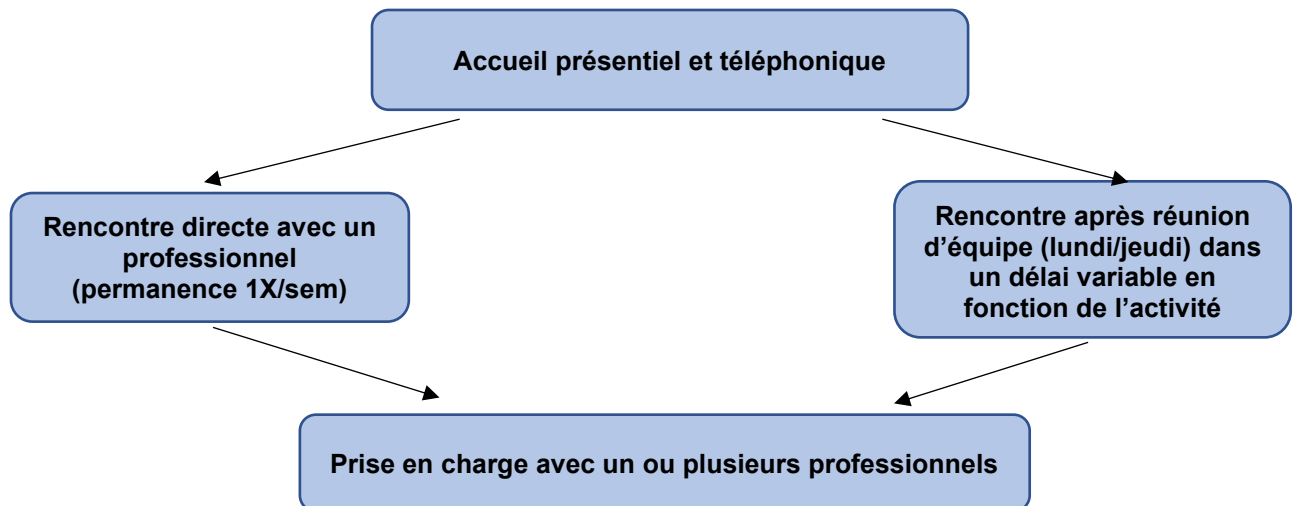 Accueil présentiel et téléphonique
Rencontre directe avec un
professionnel
(permanence 1X/sem)
Rencontre après réunion
d’équipe (lundi/jeudi) dans
un délai variable en
fonction de l’activité
Prise en charge avec un ou plusieurs professionnels